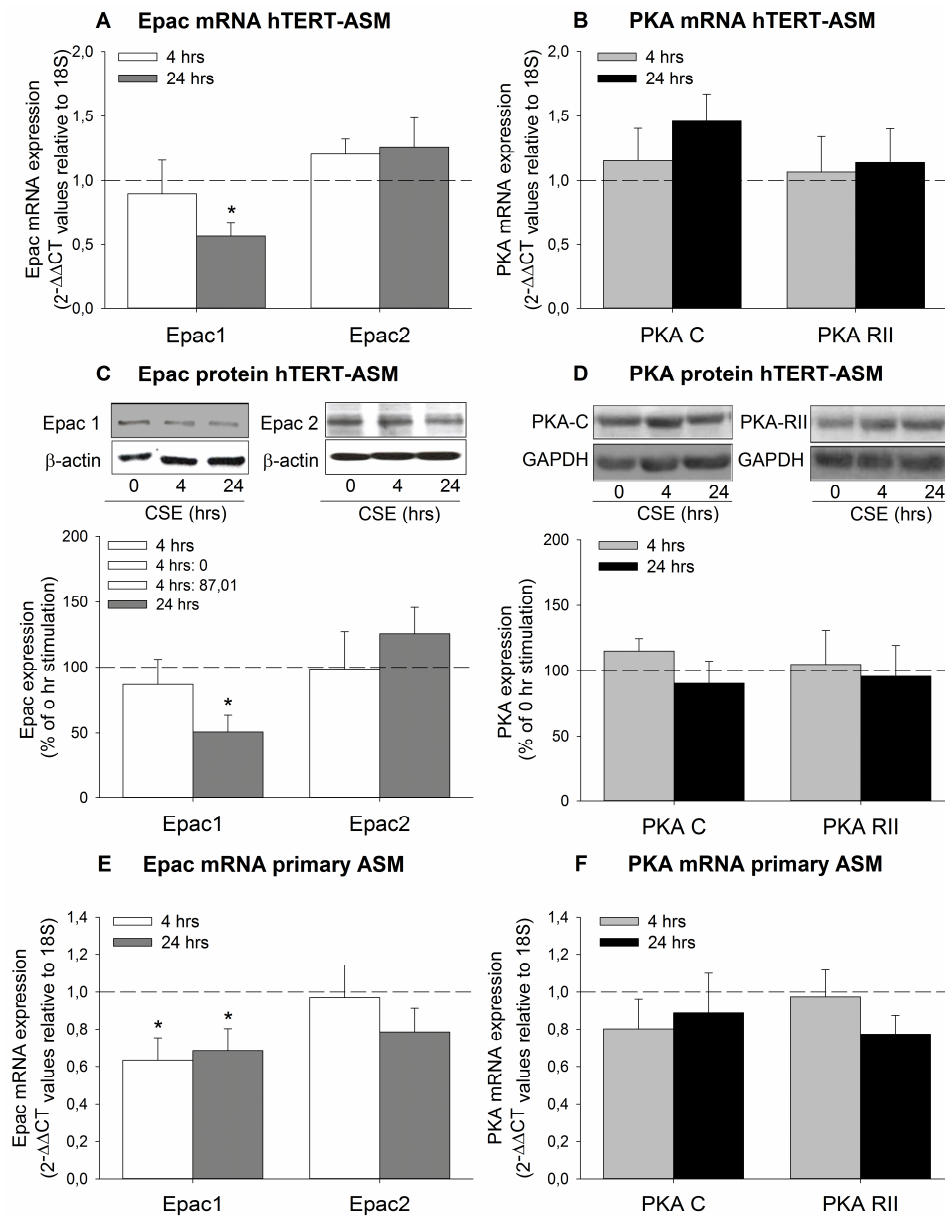 A Epac mRNA hTERT-ASM
2,0
1,5
1,0
0,5
0,0
Epac mRNA expression
(2-ΔΔCT values relative to 18S)
4 hrs
24 hrs
*
Epac1
Epac2
B PKA mRNA hTERT-ASM
2,0
1,5
1,0
0,5
0,0
PKA mRNA expression
(2-ΔΔCT values relative to 18S)
4 hrs
24 hrs
PKA C
PKA RII
C Epac protein hTERT-ASM
Epac 1
β-actin
0 4 24
CSE (hrs)
Epac 2
β-actin
0 4 24
CSE (hrs)
200
150
100
50
0
Epac expression
(% of o hr stimulation)
4 hrs
4 hrs: 0
4 hrs: 87,01
24 hrs
*
Epac1
Epac2
D PKA protein hTERT-ASM
PKA-C
GAPDH
0 4 24
CSE (hrs)
PKA-RII
GAPDH
0 4 24
CSE (hrs)
200
150
100
50
0
PKA expression
(% of 0 hr stimulation)
4 hrs
24 hrs
PKA C
PKA RII
E Epac mRNA primary ASM
1,4
1,2
1,0
0,8
0,6
0,4
0,2
0,0
Epac mRNA expression
(2-ΔΔCT values relative to 18S)
4 hrs
24 hrs
*
*
Epac1
Epac2
F PKA mRNA primary ASM
1,4
1,2
1,0
0,8
0,6
0,4
0,2
0,0
PKA mRNA expression
(2-ΔΔCT values relative to 18S)
4 hrs
24 hrs
PKA C
PKA RII